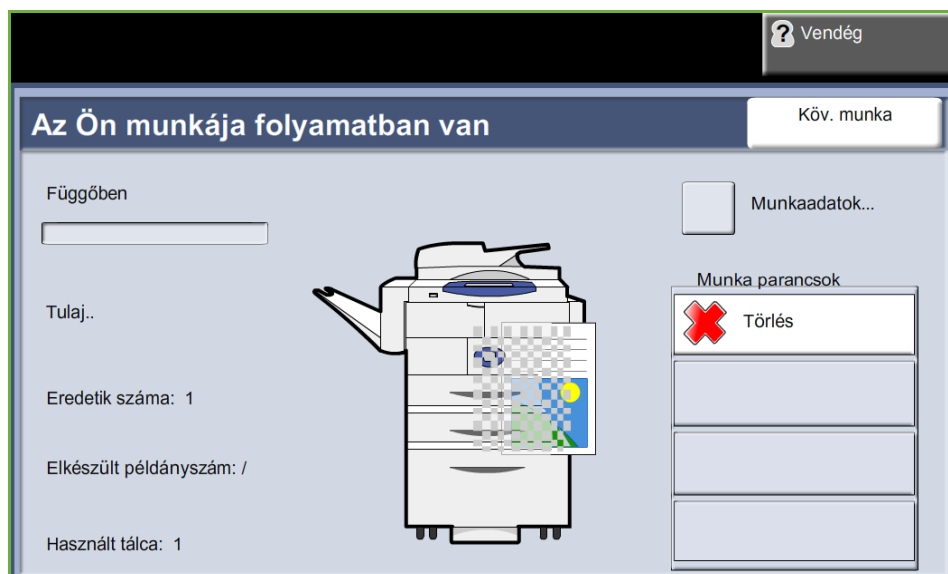 Vendég
Az Ön munkája folyamatban van
Köv. munka
Függőben
Munkaadatok...
Munka parancsok
Tulaj..
Törlés
Eredetik száma: 1
Elkészült példányszám: /
Használt tálca: 1